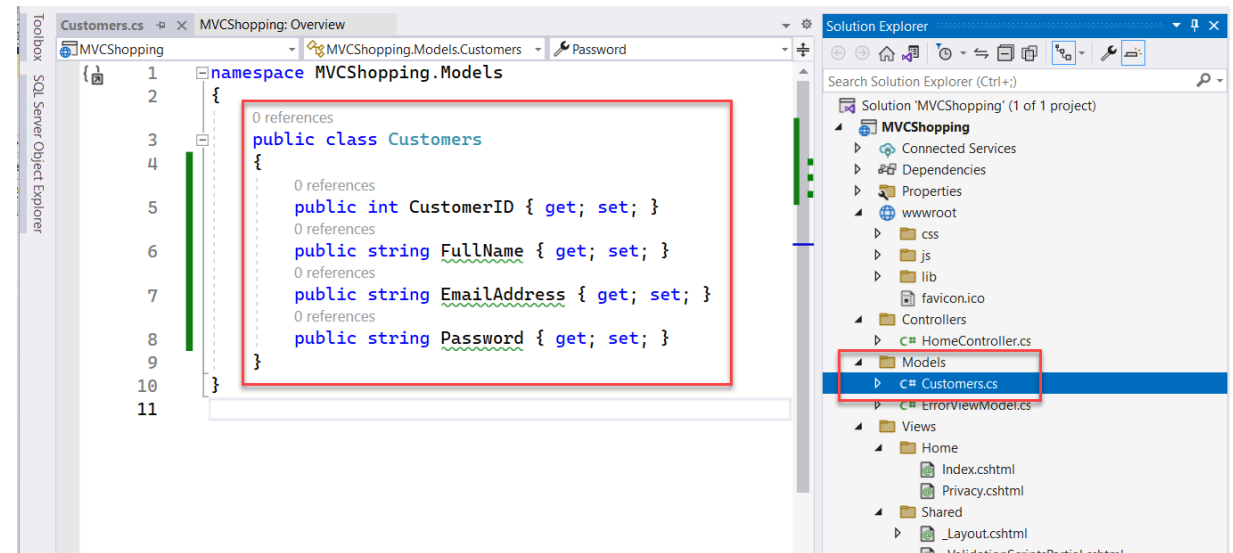 Toolbox
SQL Server Object Explorer
Customers.cs
MVCShopping: Overview
MVCShopping
MVCShopping.Models.Customers
Password
1 namespace MVCShopping.Models
2 {
0 references
3 public class Customers
4 {
0 references
5 public int CustomerID { get; set; }
0 references
6 public string FullName { get; set; }
0 references
7 public string EmailAddress { get; set; }
0 references
8 public string Password { get; set; }
9 }
10 }
11
Solution Explorer
Search Solution Explorer (Ctrl+;)
Solution 'MVCShopping' (1 of 1 project)
MVCShopping
Connected Services
Dependencies
Properties
wwwroot
css
js
lib
favicon.ico
Controllers
C# HomeController.cs
Models
C# Customers.cs
C# ErrorViewModel.cs
Views
Home
Index.cshtml
Privacy.cshtml
Shared
_Layout.cshtml